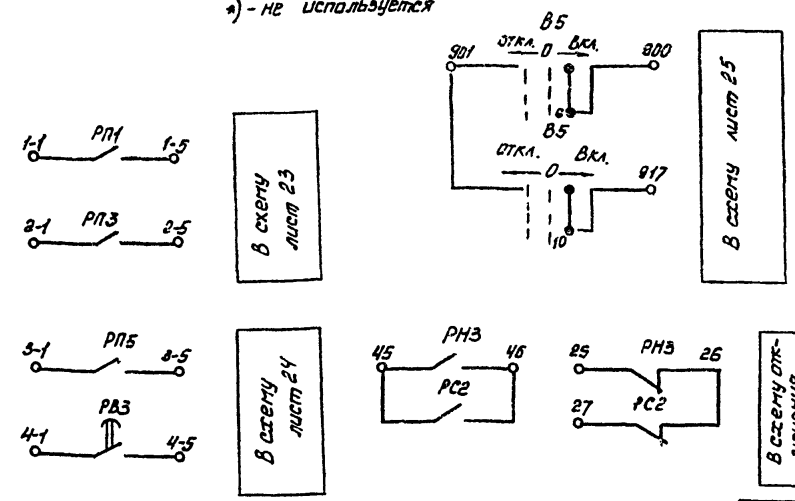 *) - не используется
В5
901 ОТКЛ. 0 ВКЛ. 900
В5
ОТКЛ. 0 ВКЛ. 917
10
В схему лист 25
1-1 РП1 1-5
2-1 РП3 2-5
В схему
лист 23
3-1 РП5 3-5
РВ3
4-1 4-5
В схему
лист 24
45 РН3 46
РС2
25 РН3 26
27 РС2
В схему от-